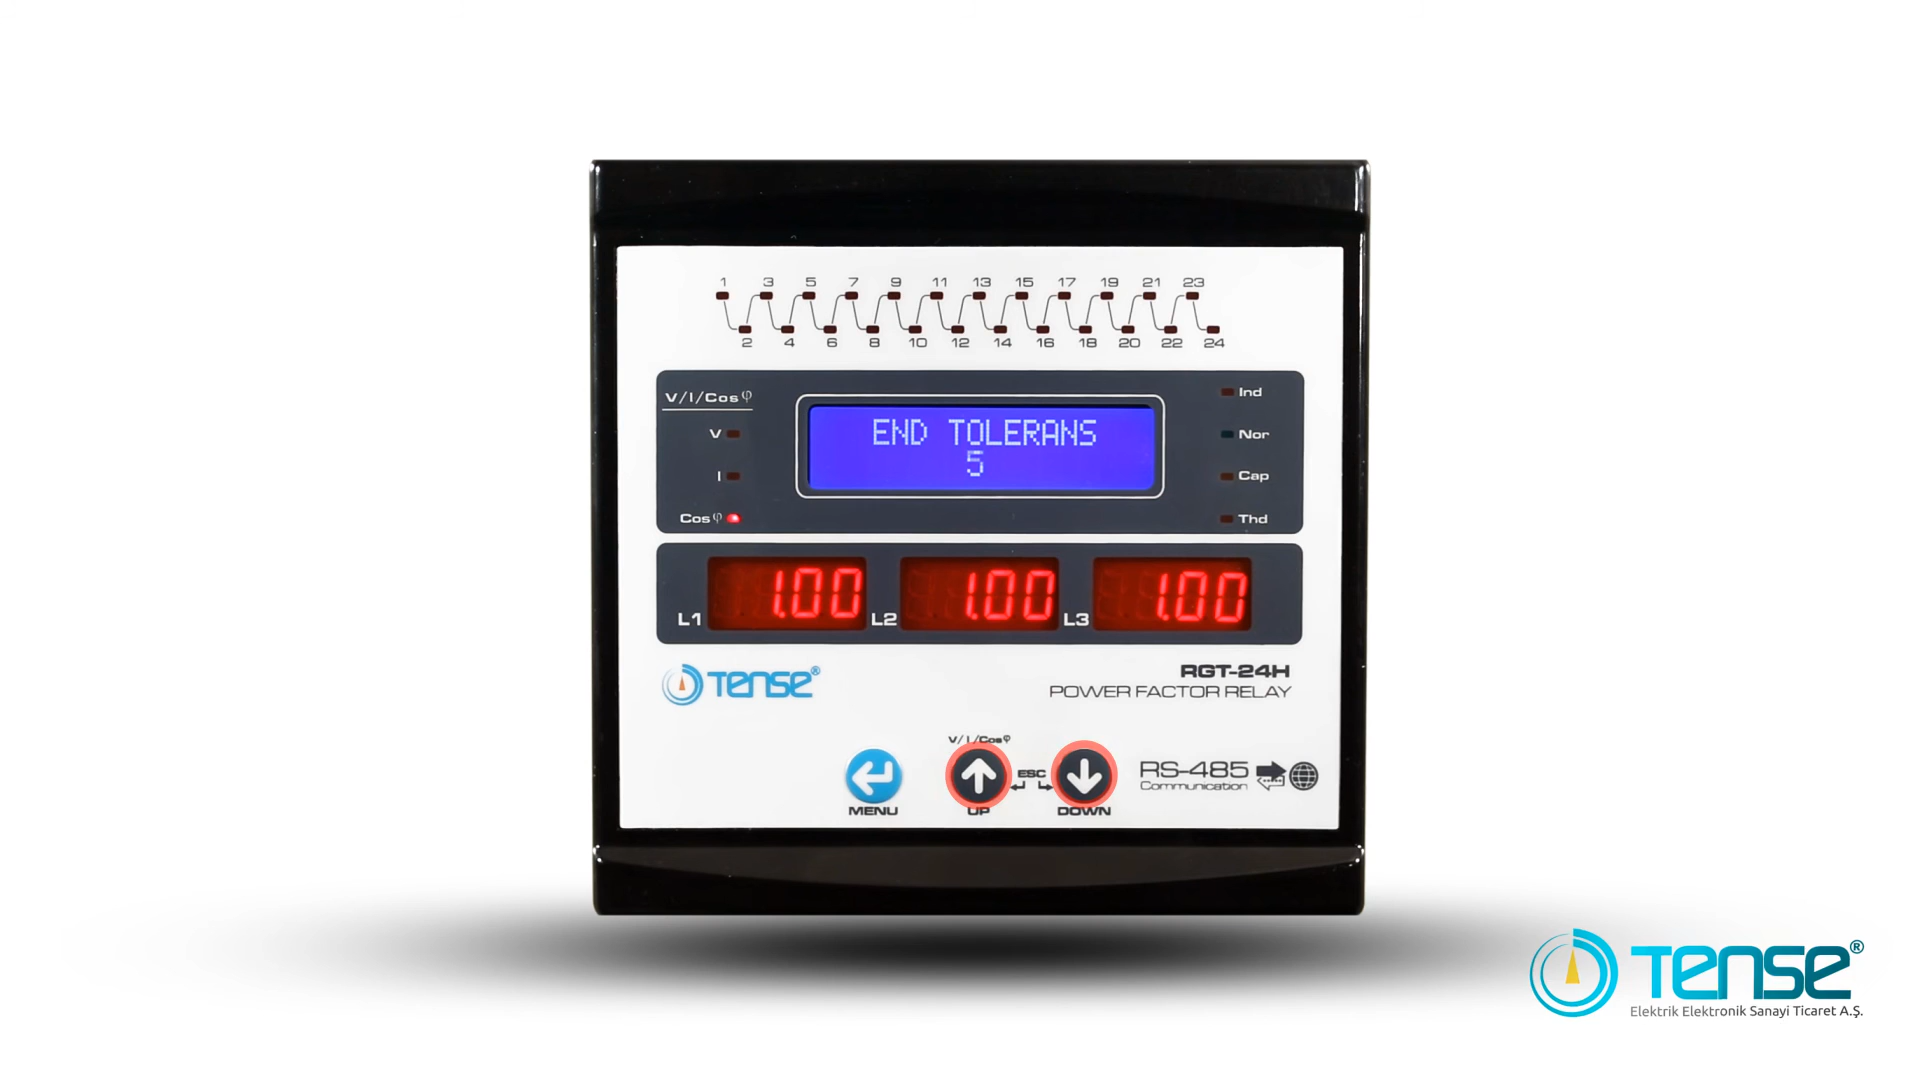 1 3 5 7 9 11 13 15 17 19 21 23
2 4 6 8 10 12 14 16 18 20 22 24
V/I/Cosφ
V
I
Cosφ
END TOLERANS
5
Ind
Nor
Cap
Thd
L1 1.00 L2 1.00 L3 1.00
TENSE®
RGT-24H
POWER FACTOR RELAY
V/I/Cosφ
ESC
MENU
UP
DOWN
RS-485
Communication
TENSE®
Elektrik Elektronik Sanayi Ticaret A.Ş.